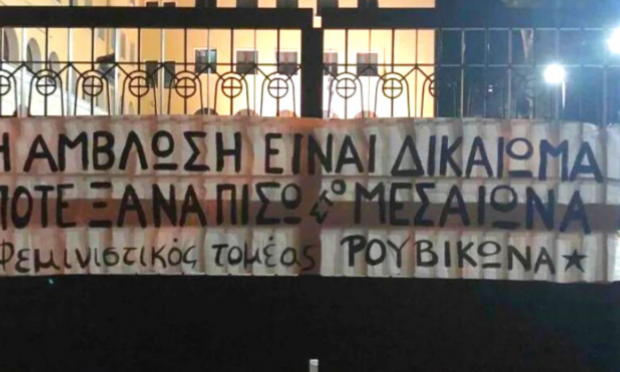 Η ΑΜΒΛΩΣΗ ΕΙΝΑΙ ΔΙΚΑΙΩΜΑ
ΠΟΤΕ ΞΑΝΑ ΠΙΣΩ ΣΤΟ ΜΕΣΑΙΩΝΑ
Φεμινιστικός τομέας ΡΟΥΒΙΚΩΝΑ